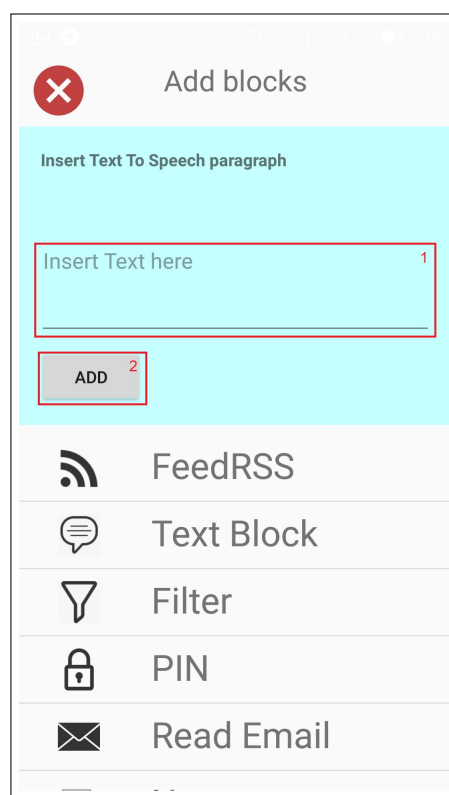 Add blocks
Insert Text To Speech paragraph
Insert Text here
1
ADD
2
FeedRSS
Text Block
Filter
PIN
Read Email